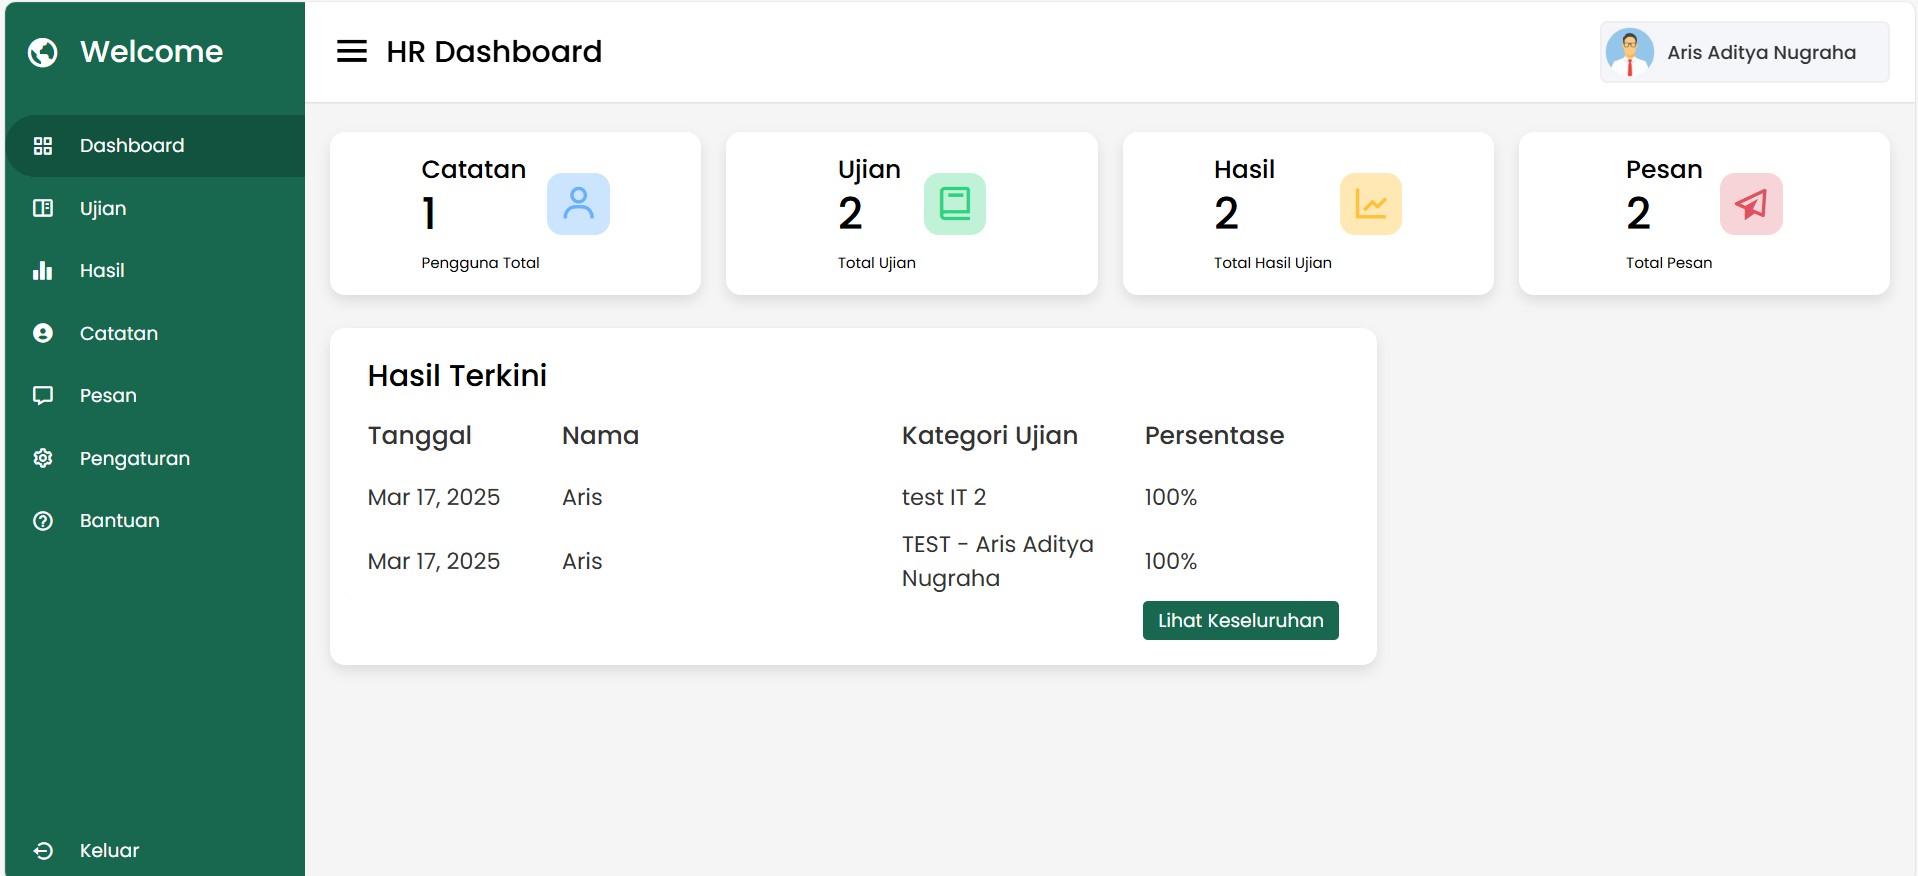 Welcome
HR Dashboard
Aris Aditya Nugraha
Dashboard
Ujian
Hasil
Catatan
Pesan
Pengaturan
Bantuan
Keluar
Catatan
1
Pengguna Total
Ujian
2
Total Ujian
Hasil
2
Total Hasil Ujian
Pesan
2
Total Pesan
Hasil Terkini
Tanggal Nama Kategori Ujian Persentase
Mar 17, 2025 Aris test IT 2 100%
Mar 17, 2025 Aris TEST - Aris Aditya 100%
Nugraha
Lihat Keseluruhan